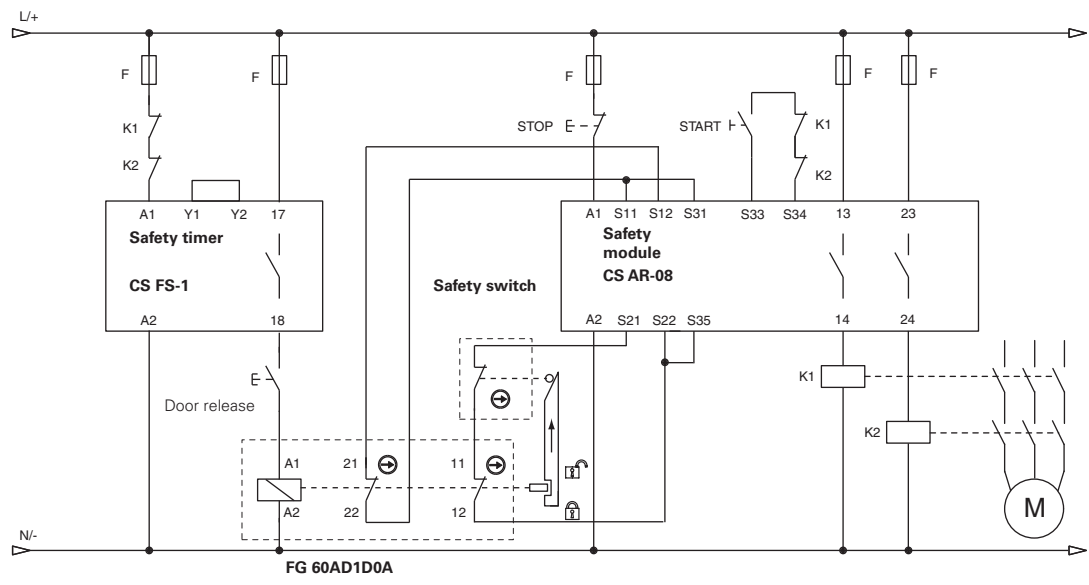 L/+
F
F
F
F
F
K1
K2
STOP
START
K1
K2
A1 Y1 Y2 17
Safety timer
CS FS-1
A2 18
A1 S11 S12 S31 S33 S34 13 23
Safety
module
CS AR-08
A2 S21 S22 S35 14 24
Safety switch
Door release
K1
K2
A1 21 11
A2 22 12
M
N/-
FG 60AD1D0A